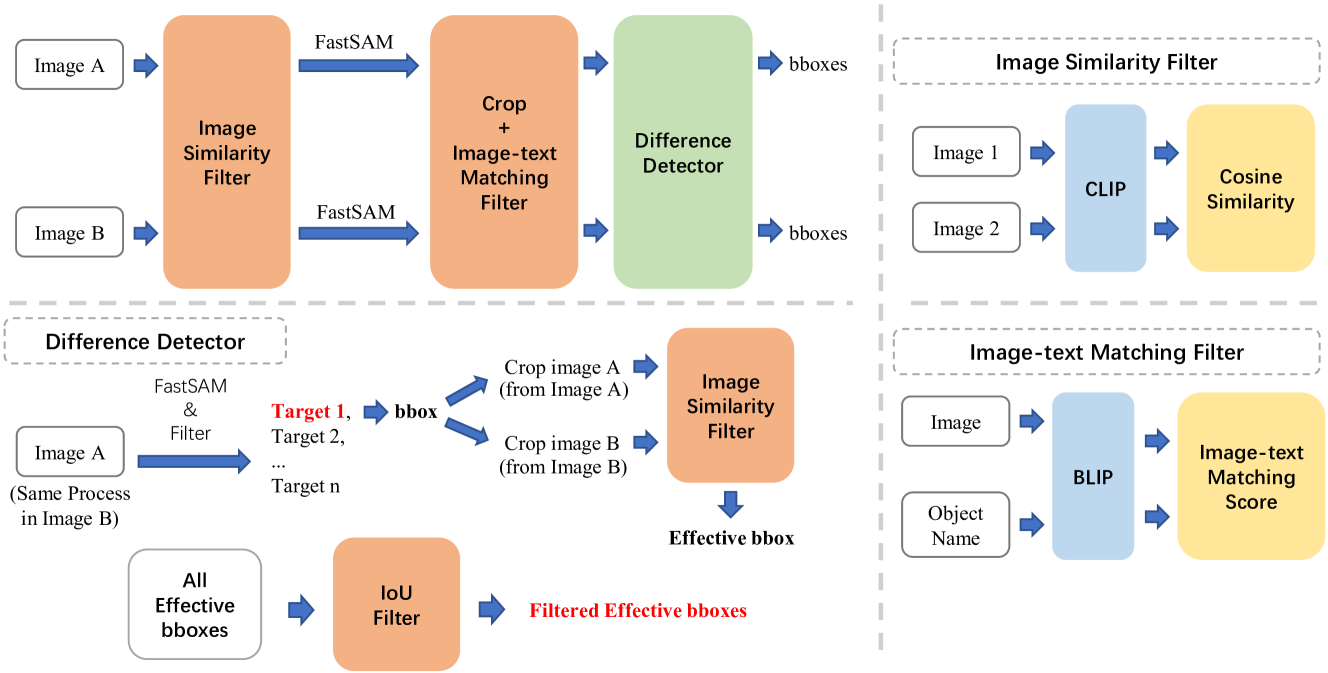 Image A
Image
Similarity
Filter
FastSAM
Crop
+
Image-text
Matching
Filter
Difference
Detector
bboxes
Image B
FastSAM
bboxes
Image Similarity Filter
Image 1
Image 2
CLIP
Cosine
Similarity
Difference Detector
FastSAM
&
Filter
Image A
(Same Process
in Image B)
Target 1,
Target 2,
...
Target n
bbox
Crop image A
(from Image A)
Crop image B
(from Image B)
Image
Similarity
Filter
Effective bbox
All
Effective
bboxes
IoU
Filter
Filtered Effective bboxes
Image-text Matching Filter
Image
Object
Name
BLIP
Image-text
Matching
Score